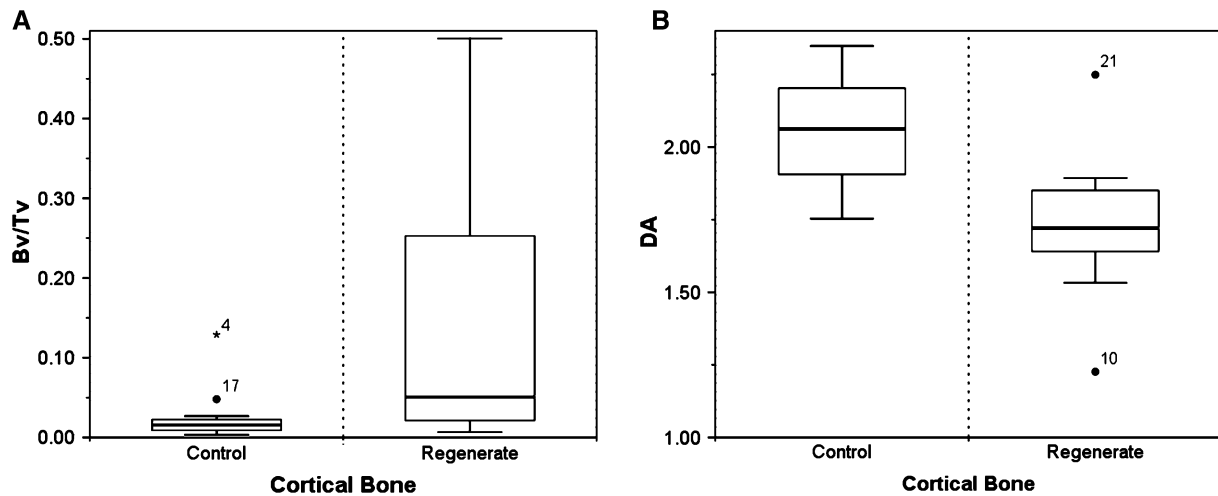 A
Bv/Tv
0.50
0.40
0.30
0.20
0.10
0.00
*4
17
Control
Regenerate
Cortical Bone
B
DA
2.00
1.50
1.00
21
10
Control
Regenerate
Cortical Bone